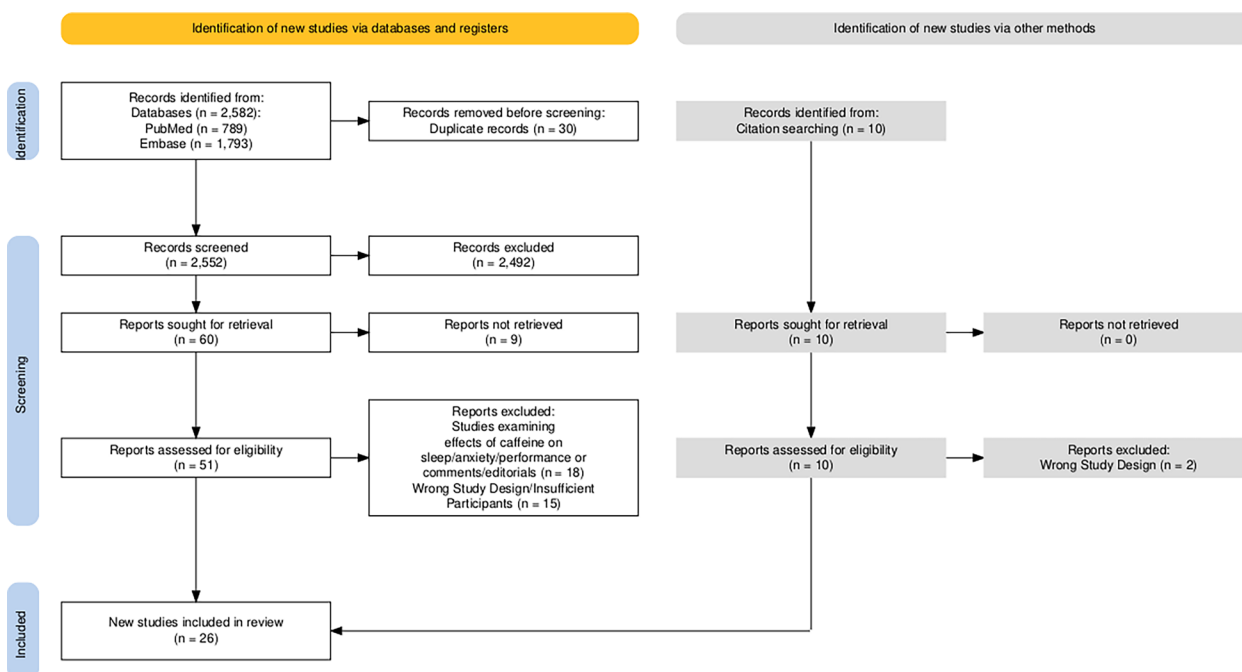 Identification of new studies via databases and registers
Identification of new studies via other methods
Identification
Records identified from:
Databases (n = 2,582):
PubMed (n = 789)
Embase (n = 1,793)
Records removed before screening:
Duplicate records (n = 30)
Records identified from:
Citation searching (n = 10)
Screening
Records screened
(n = 2,552)
Records excluded
(n = 2,492)
Reports sought for retrieval
(n = 60)
Reports not retrieved
(n = 9)
Reports sought for retrieval
(n = 10)
Reports not retrieved
(n = 0)
Reports assessed for eligibility
(n = 51)
Reports excluded:
Studies examining
effects of caffeine on
sleep/anxiety/performance or
comments/editorials (n = 18)
Wrong Study Design/Insufficient
Participants (n = 15)
Reports assessed for eligibility
(n = 10)
Reports excluded:
Wrong Study Design (n = 2)
Included
New studies included in review
(n = 26)